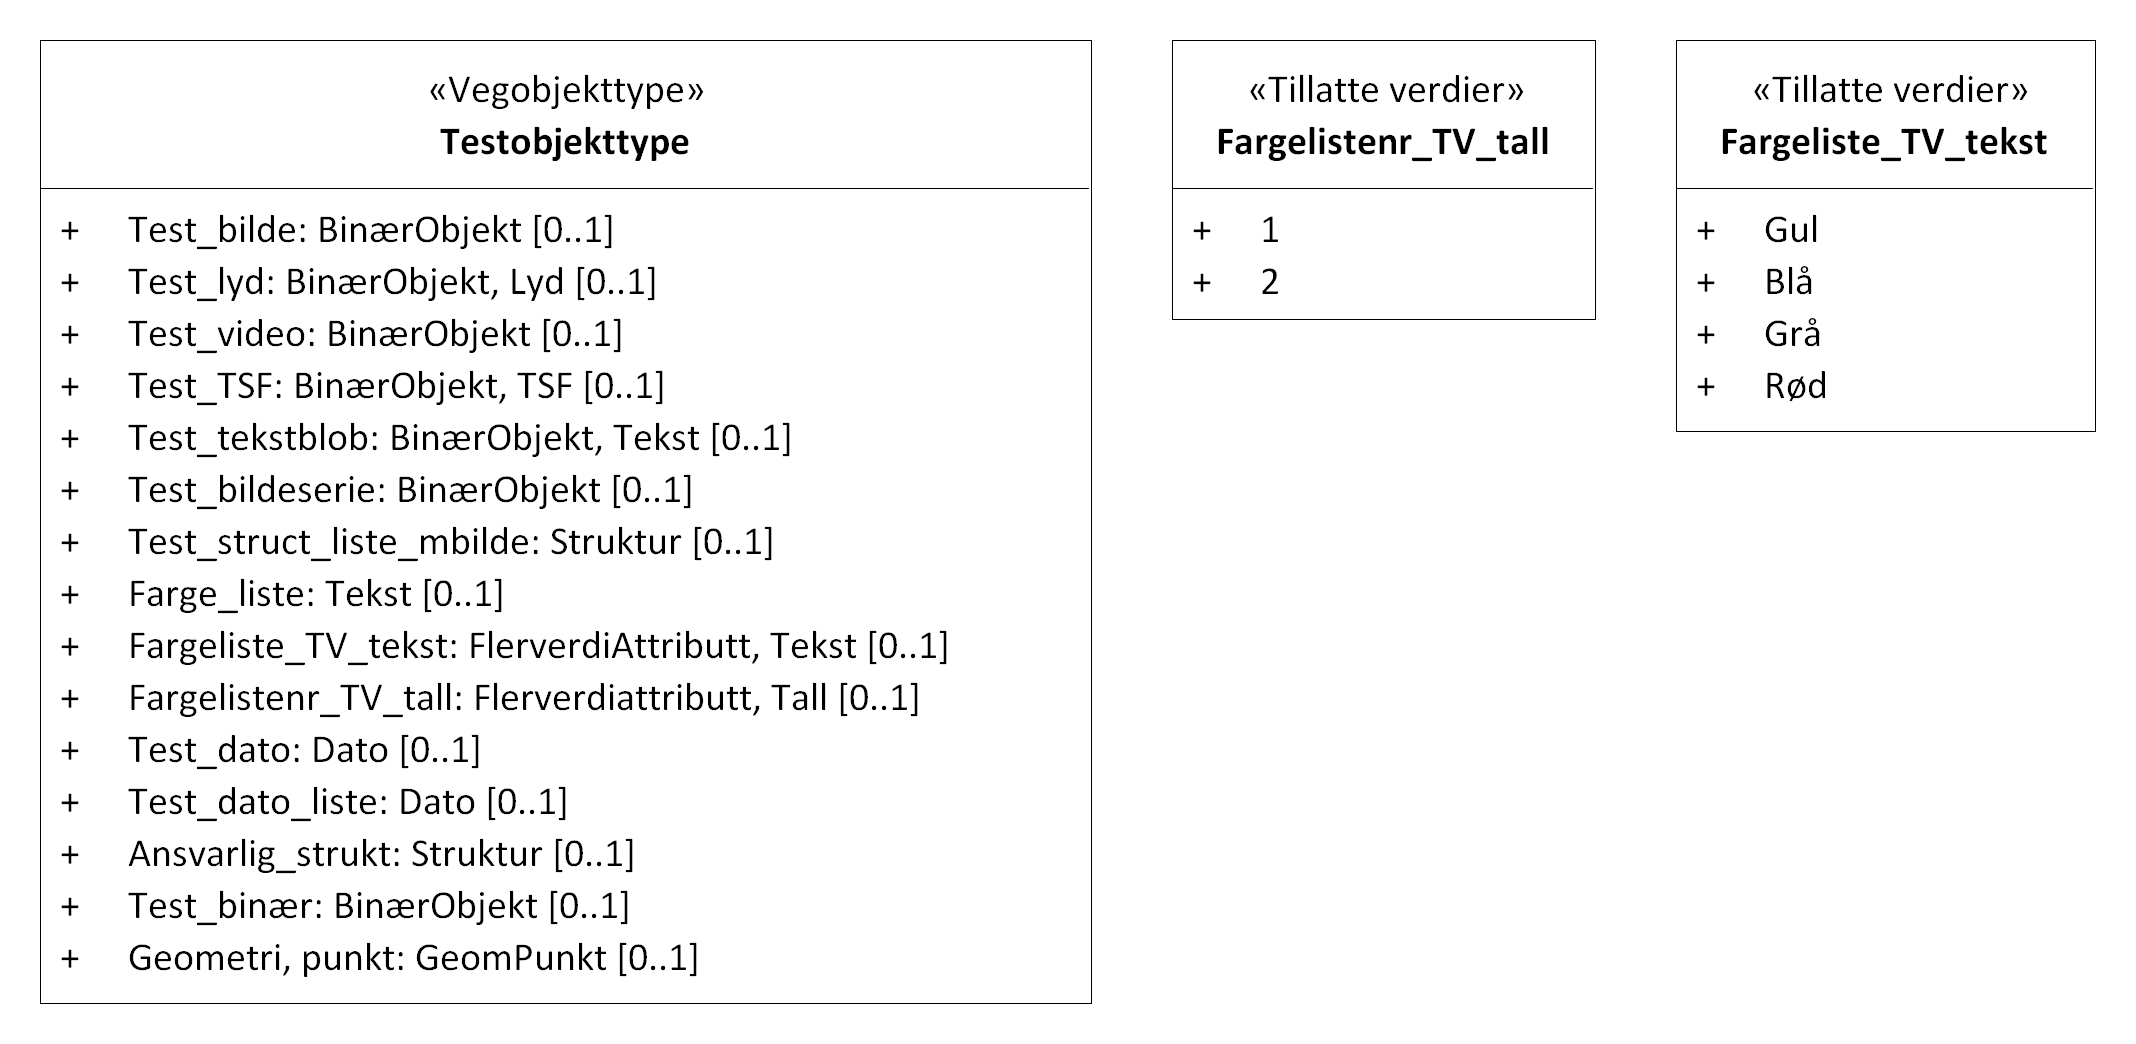 «Vegobjekttype»
Testobjekttype
+ Test_bilde: BinærObjekt [0..1]
+ Test_lyd: BinærObjekt, Lyd [0..1]
+ Test_video: BinærObjekt [0..1]
+ Test_TSF: BinærObjekt, TSF [0..1]
+ Test_tekstblob: BinærObjekt, Tekst [0..1]
+ Test_bildeserie: BinærObjekt [0..1]
+ Test_struct_liste_mbilde: Struktur [0..1]
+ Farge_liste: Tekst [0..1]
+ Fargeliste_TV_tekst: FlerverdiAttributt, Tekst [0..1]
+ Fargelistenr_TV_tall: Flerverdiattributt, Tall [0..1]
+ Test_dato: Dato [0..1]
+ Test_dato_liste: Dato [0..1]
+ Ansvarlig_strukt: Struktur [0..1]
+ Test_binær: BinærObjekt [0..1]
+ Geometri, punkt: GeomPunkt [0..1]
«Tillatte verdier»
Fargelistenr_TV_tall
+ 1
+ 2
«Tillatte verdier»
Fargeliste_TV_tekst
+ Gul
+ Blå
+ Grå
+ Rød